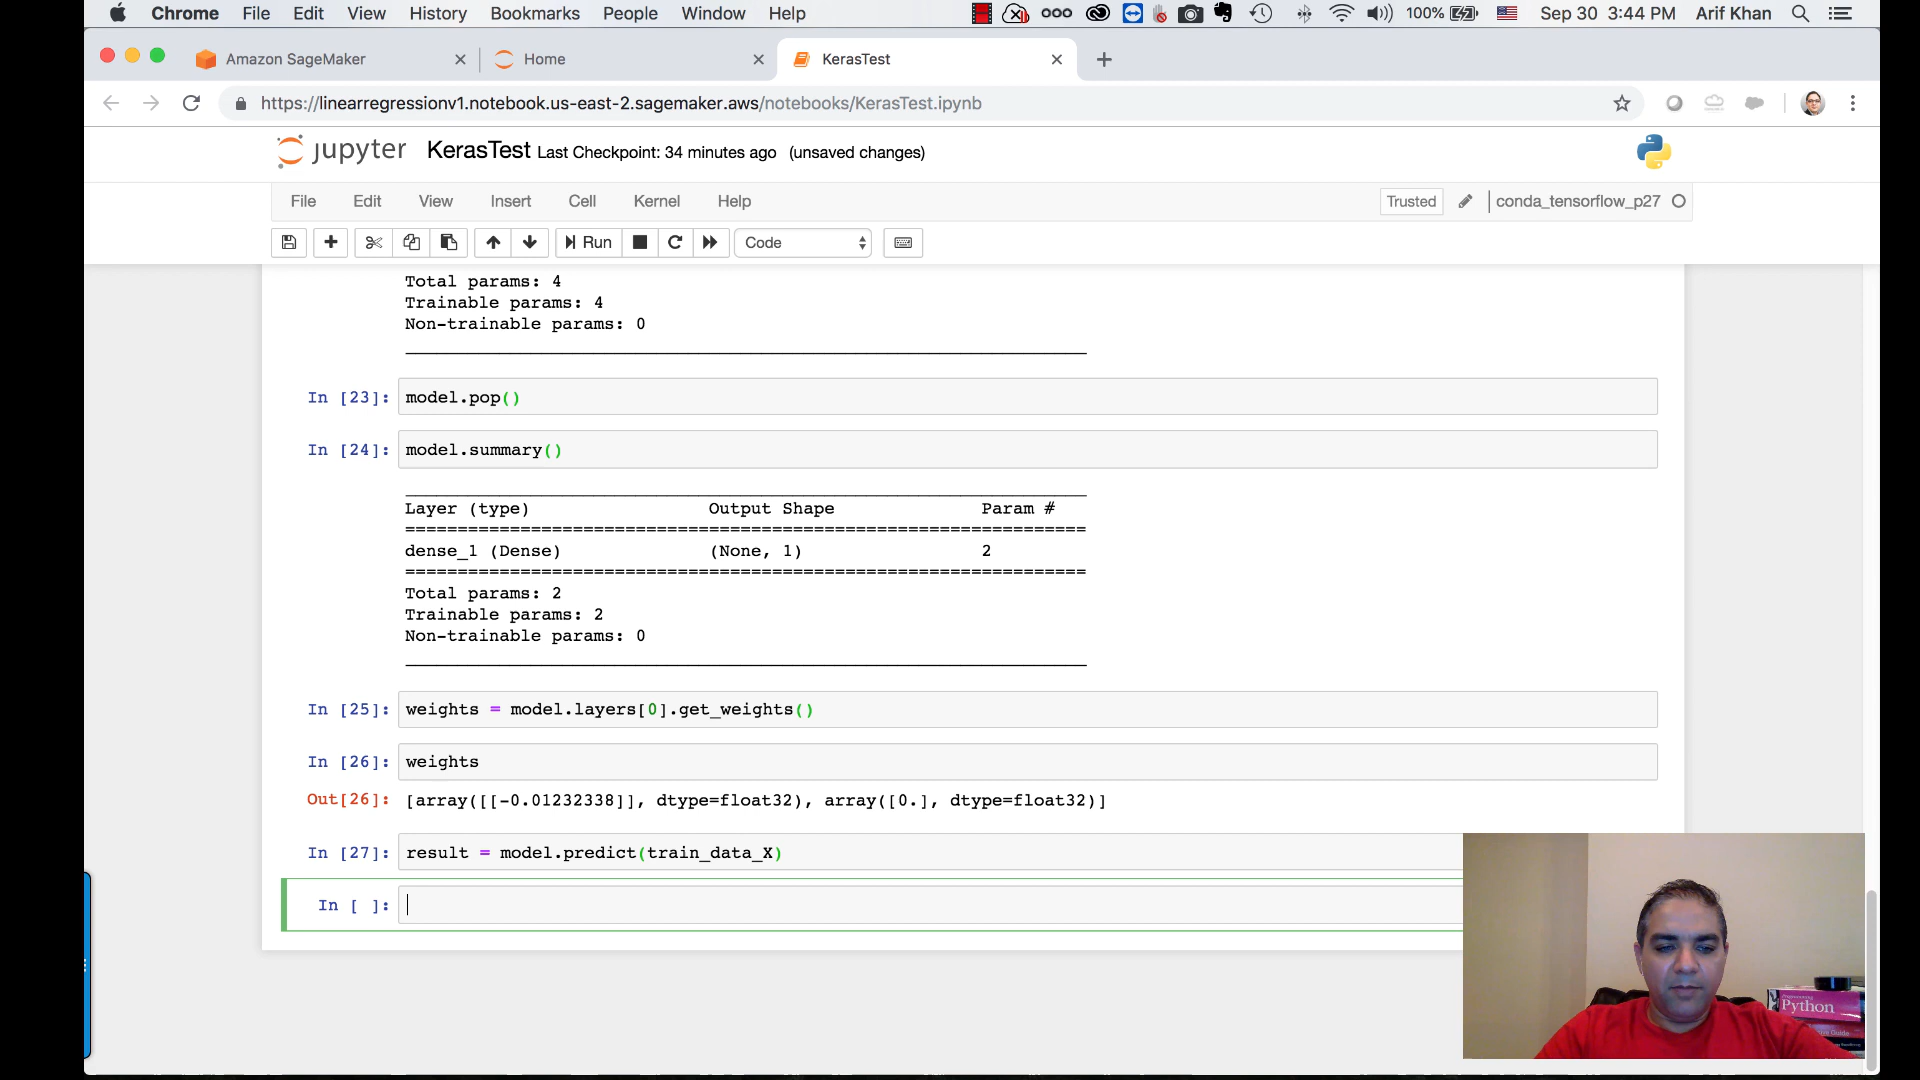 Chrome File Edit View History Bookmarks People Window Help 100% Sep 30 3:44 PM Arif Khan
Amazon SageMaker Home KerasTest
https://linearregressionv1.notebook.us-east-2.sagemaker.aws/notebooks/KerasTest.ipynb
jupyter KerasTest Last Checkpoint: 34 minutes ago (unsaved changes)
File Edit View Insert Cell Kernel Help Trusted conda_tensorflow_p27
Run Code
Total params: 4
Trainable params: 4
Non-trainable params: 0
In [23]: model.pop()
In [24]: model.summary()
Layer (type) Output Shape Param #
dense_1 (Dense) (None, 1) 2
Total params: 2
Trainable params: 2
Non-trainable params: 0
In [25]: weights = model.layers[0].get_weights()
In [26]: weights
Out[26]: [array([[-0.01232338]], dtype=float32), array([0.], dtype=float32)]
In [27]: result = model.predict(train_data_X)
In [ ]:
Python